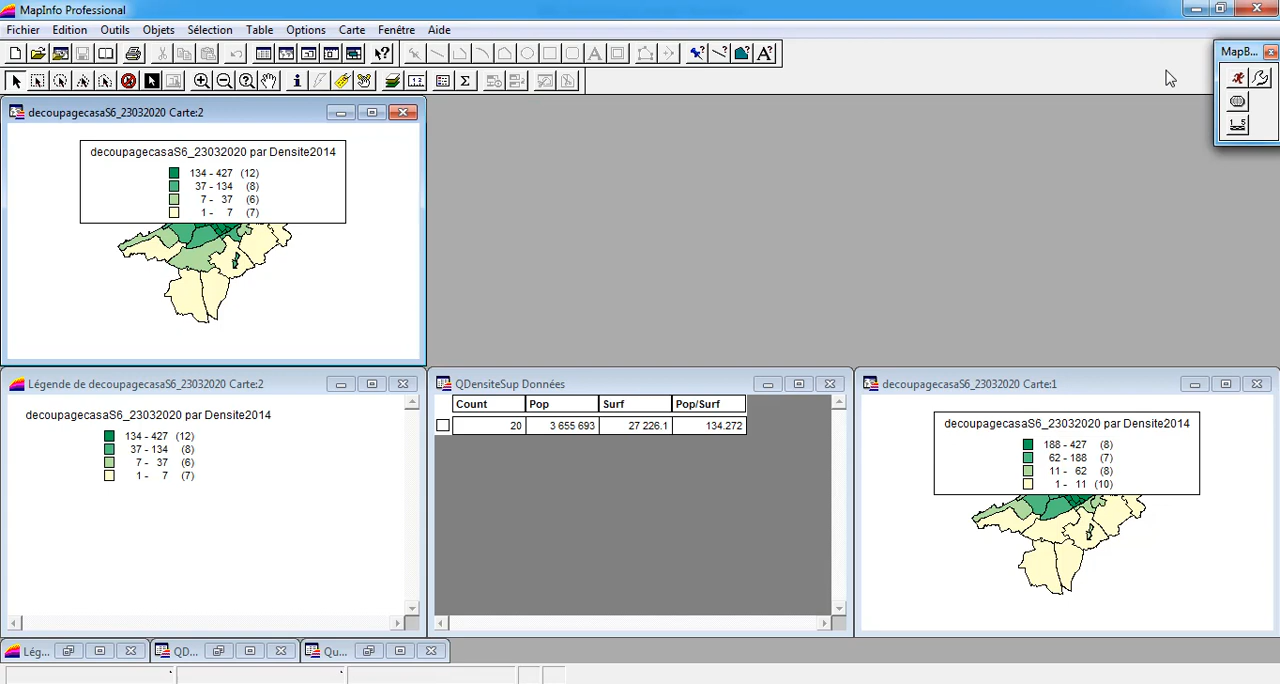 MapInfo Professional
Fichier Edition Outils Objets Sélection Table Options Carte Fenêtre Aide
MapB...
decoupagecasaS6_23032020 Carte:2
decoupagecasaS6_23032020 par Densite2014
134 - 427 (12)
37 - 134 (8)
7 - 37 (6)
1 - 7 (7)
Légende de decoupagecasaS6_23032020 Carte:2
decoupagecasaS6_23032020 par Densite2014
134 - 427 (12)
37 - 134 (8)
7 - 37 (6)
1 - 7 (7)
QDensiteSup Données
Count Pop Surf Pop/Surf
20 3 655 693 27 226.1 134.272
decoupagecasaS6_23032020 Carte:1
decoupagecasaS6_23032020 par Densite2014
188 - 427 (8)
62 - 188 (7)
11 - 62 (8)
1 - 11 (10)
Lég... QD... Qu...